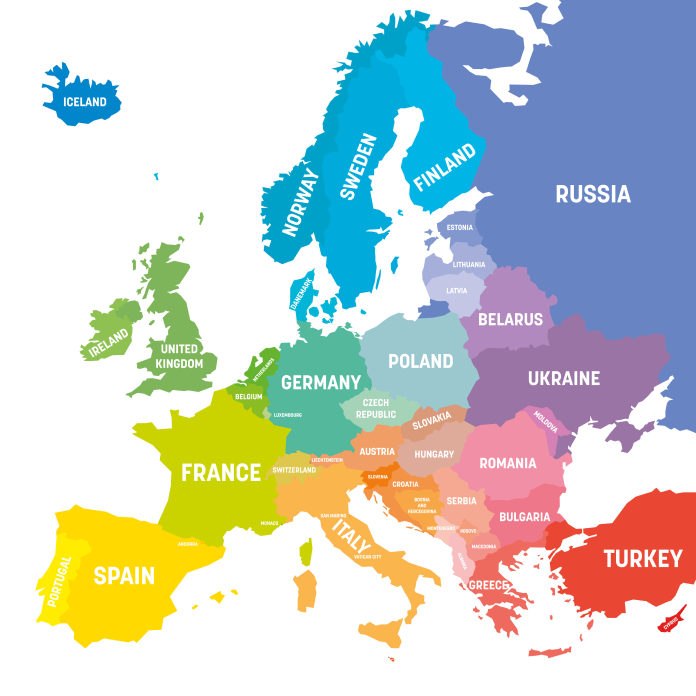 ICELAND
NORWAY
SWEDEN
FINLAND
RUSSIA
ESTONIA
LITHUANIA
LATVIA
DANEMARK
BELARUS
IRELAND
UNITED
KINGDOM
NETHERLANDS
BELGIUM
LUXEMBOURG
GERMANY
POLAND
UKRAINE
CZECH
REPUBLIC
SLOVAKIA
MOLDOVA
FRANCE
SWITZERLAND
LIECHTENSTEIN
AUSTRIA
HUNGARY
ROMANIA
SLOVENIA
CROATIA
BOSNIA
AND
HERZEGOVINA
SERBIA
BULGARIA
MONACO
SAN MARINO
ITALY
VATICAN CITY
MONTENEGRO
KOSOVO
MACEDONIA
ALBANIA
GREECE
ANDORRA
PORTUGAL
SPAIN
TURKEY
CYPRUS